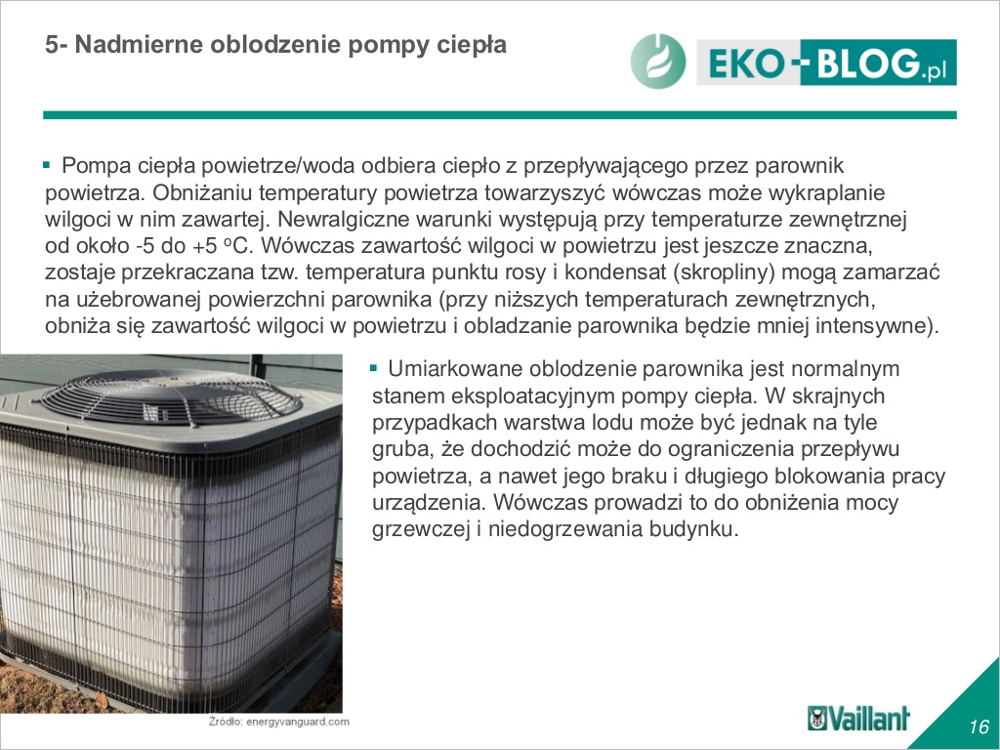 5- Nadmierne oblodzenie pompy ciepła
EKO-BLOG.pl
▪ Pompa ciepła powietrze/woda odbiera ciepło z przepływającego przez parownik
powietrza. Obniżaniu temperatury powietrza towarzyszyć wówczas może wykraplanie
wilgoci w nim zawartej. Newralgiczne warunki występują przy temperaturze zewnętrznej
od około -5 do +5 ºC. Wówczas zawartość wilgoci w powietrzu jest jeszcze znaczna,
zostaje przekraczana tzw. temperatura punktu rosy i kondensat (skropliny) mogą zamarzać
na użebrowanej powierzchni parownika (przy niższych temperaturach zewnętrznych,
obniża się zawartość wilgoci w powietrzu i obladzanie parownika będzie mniej intensywne).
▪ Umiarkowane oblodzenie parownika jest normalnym
stanem eksploatacyjnym pompy ciepła. W skrajnych
przypadkach warstwa lodu może być jednak na tyle
gruba, że dochodzić może do ograniczenia przepływu
powietrza, a nawet jego braku i długiego blokowania pracy
urządzenia. Wówczas prowadzi to do obniżenia mocy
grzewczej i niedogrzewania budynku.
Źródło: energyvanguard.com
Vaillant
16